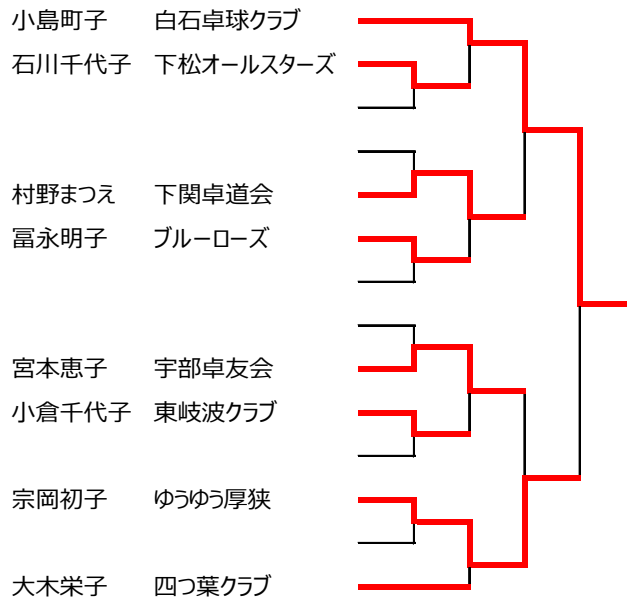 小島町子 白石卓球クラブ
石川千代子 下松オールスターズ
村野まつえ 下関卓道会
冨永明子 ブルーローズ
宮本恵子 宇部卓友会
小倉千代子 東岐波クラブ
宗岡初子 ゆうゆう厚狭
大木栄子 四つ葉クラブ